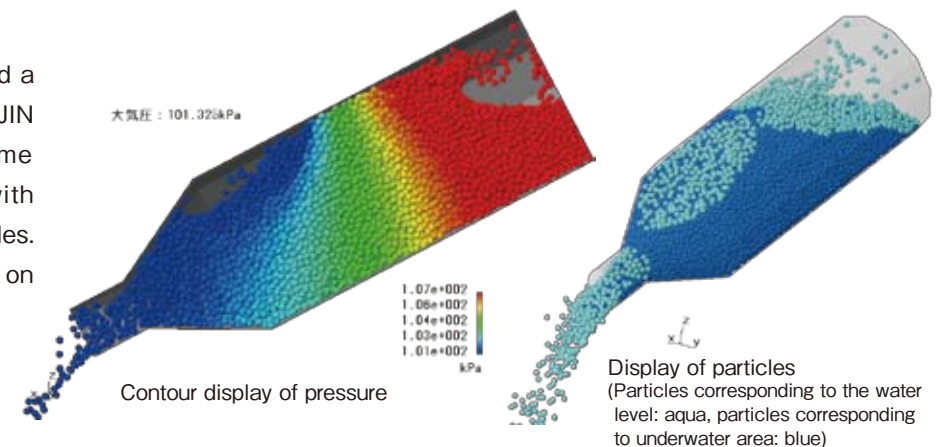 d a
JIN
me
vith
les.
on
大気圧：101.325kPa
1.07e+002
1.06e+002
1.04e+002
1.03e+002
1.01e+002
kPa
Contour display of pressure
z
x y
Display of particles
(Particles corresponding to the water
level: aqua, particles corresponding
to underwater area: blue)